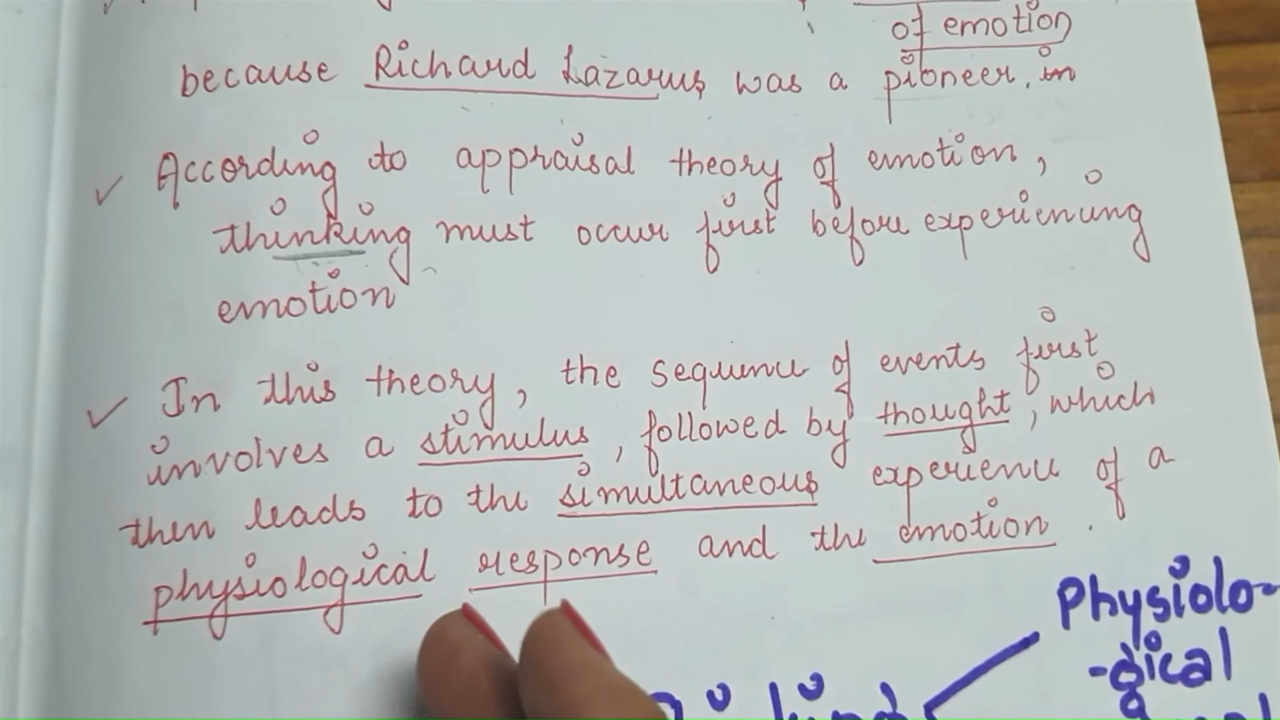 of emotion
because Richard Lazarus was a pioneer in
According to appraisal theory of emotion,
thinking must occur first before experiencing
emotion
In this theory, the sequence of events first
involves a stimulus, followed by thought, which
then leads to the simultaneous experience of a
physiological response and the emotion.
Physiolo-
-gical